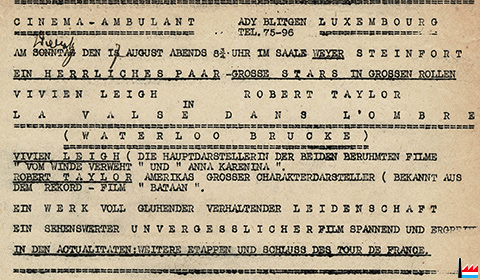 CINEMA-AMBULANT ADY BLITGEN LUXEMBOURG
TEL.75-96
AM SONNTAG DEN AUGUST ABENDS 8½ UHR IM SAALE WEYER STEINFORT
EIN HERRLICHES PAAR-GROSSE STARS IN GROSSEN ROLLEN
VIVIEN LEIGH ROBERT TAYLOR
IN
LA VALSE DANS L'OMBRE
(WATERLOO BRUCKE)
VIVIEN LEIGH ( DIE HAUPTDARSTELLERIN DER BEIDEN BERUHMTEN FILME
" VOM WINDE VERWEHT " UND " ANNA KARENINA ".
ROBERT TAYLOR AMERIKAS GROSSER CHARAKTERDARSTELLER ( BEKANNT AUS
DEM REKORD - FILM " BATAAN ".
EIN WERK VOLL GLUHENDER VERHALTENDER LEIDENSCHAFT
EIN SEHENSWERTER UNVERGESSLICHER FILM SPANNEND UND
IN DEN ACTUALITATEN:WEITERE ETAPPEN UND SCHLUSS DES TOUR DE FRANCE.